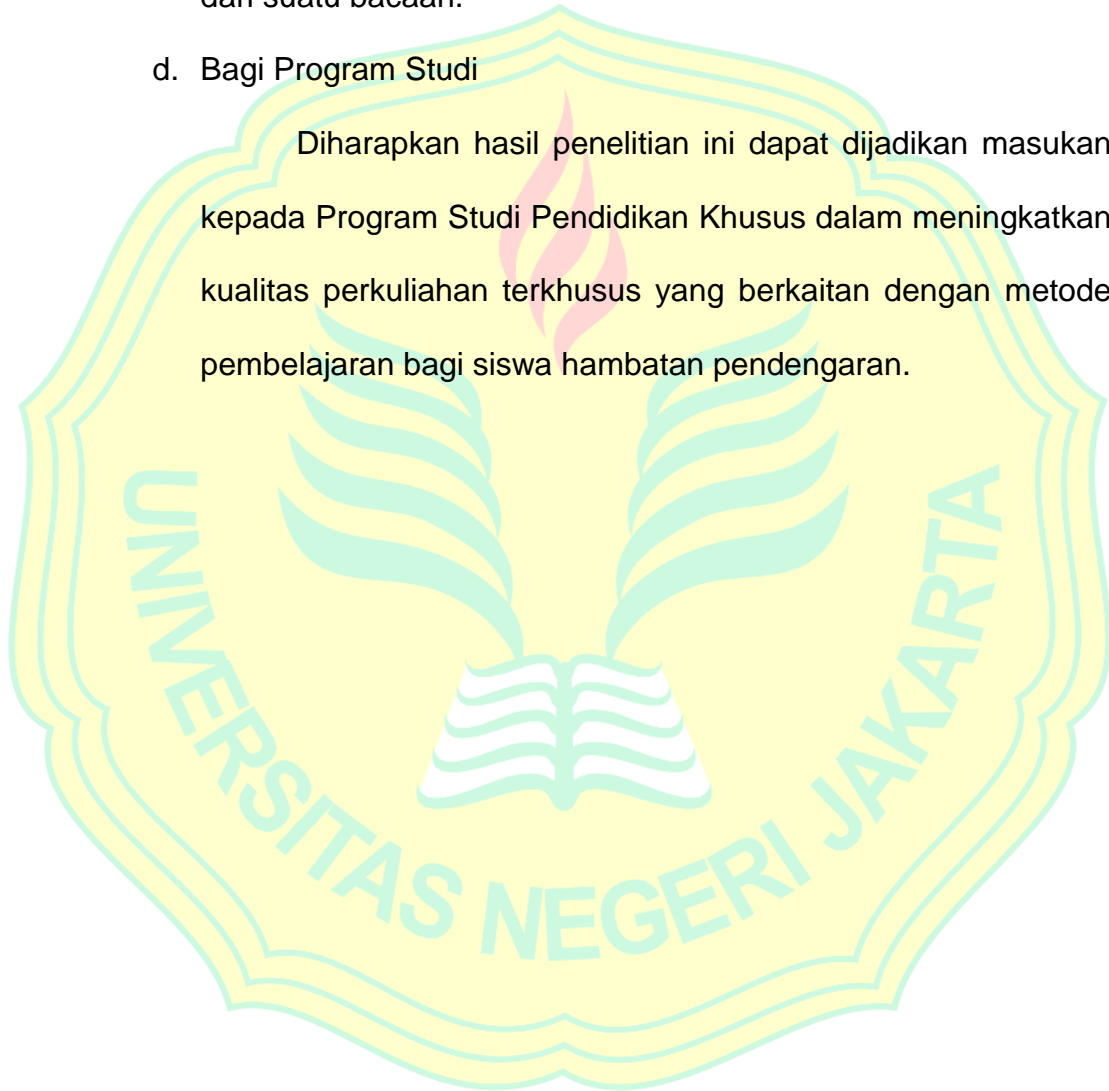 dari suatu bacaan.
d. Bagi Program Studi
Diharapkan hasil penelitian ini dapat dijadikan masukan
kepada Program Studi Pendidikan Khusus dalam meningkatkan
kualitas perkuliahan terkhusus yang berkaitan dengan metode
pembelajaran bagi siswa hambatan pendengaran.
UNIVERSITAS NEGERI JAKARTA